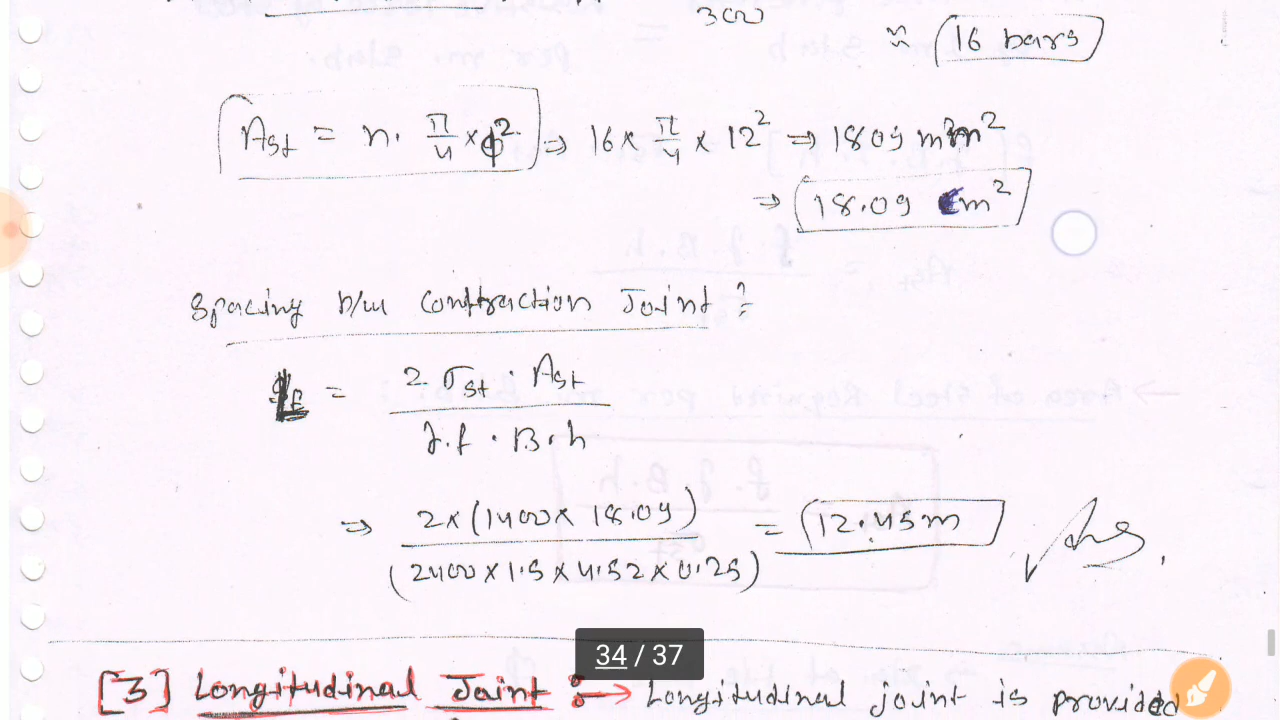 300
≈ 16 bars
Ast = n. π/4 × ϕ² ⇒ 16 × π/4 × 12² ⇒ 1809 mm²
⇒ 18.09 cm²
Spacing b/w Contraction Joint :
= 2 σst . Ast / γ.f . B.h
⇒ 2×(1400× 18.09) / (2400×1.5×4.52×0.25) = 12.45m Ans.
34 / 37
[3] Longitudinal Joint :→ Longitudinal joint is provided